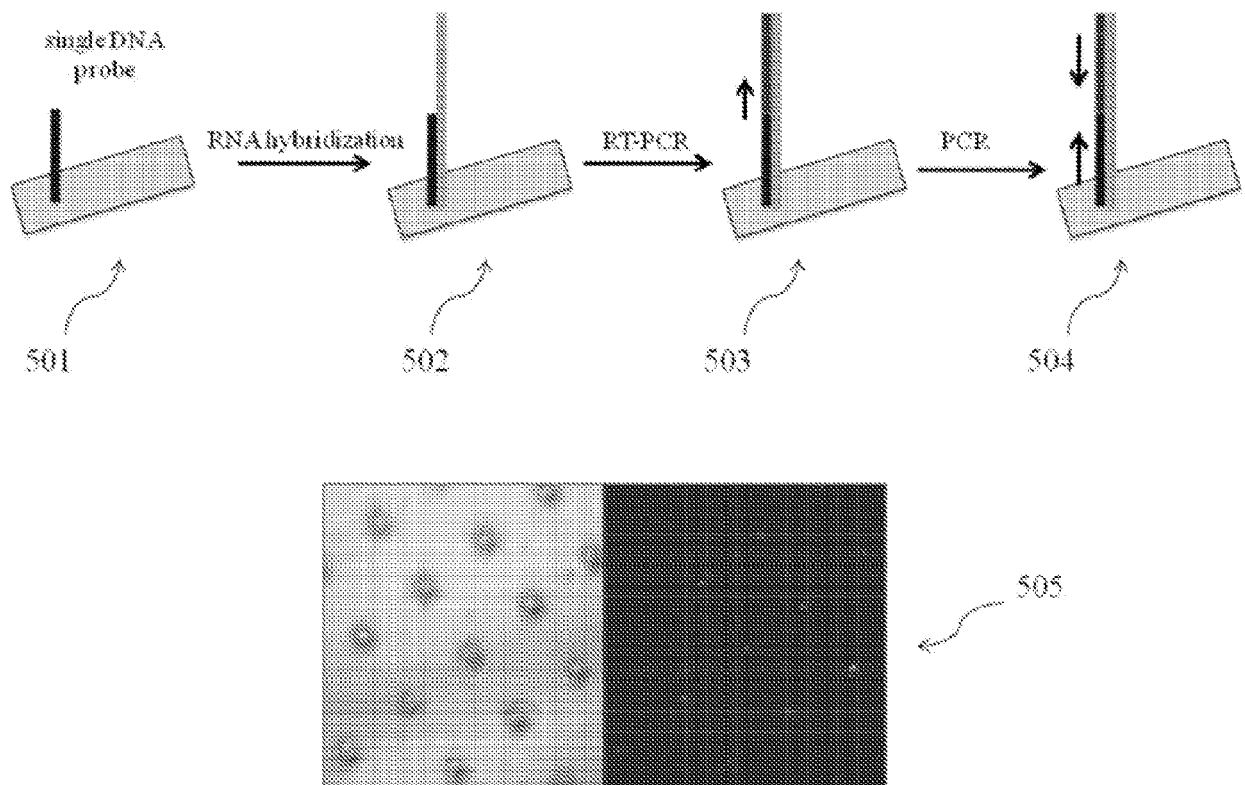 single DNA
probe
RNA hybridization
RT-PCR
PCR
501
502
503
504
505